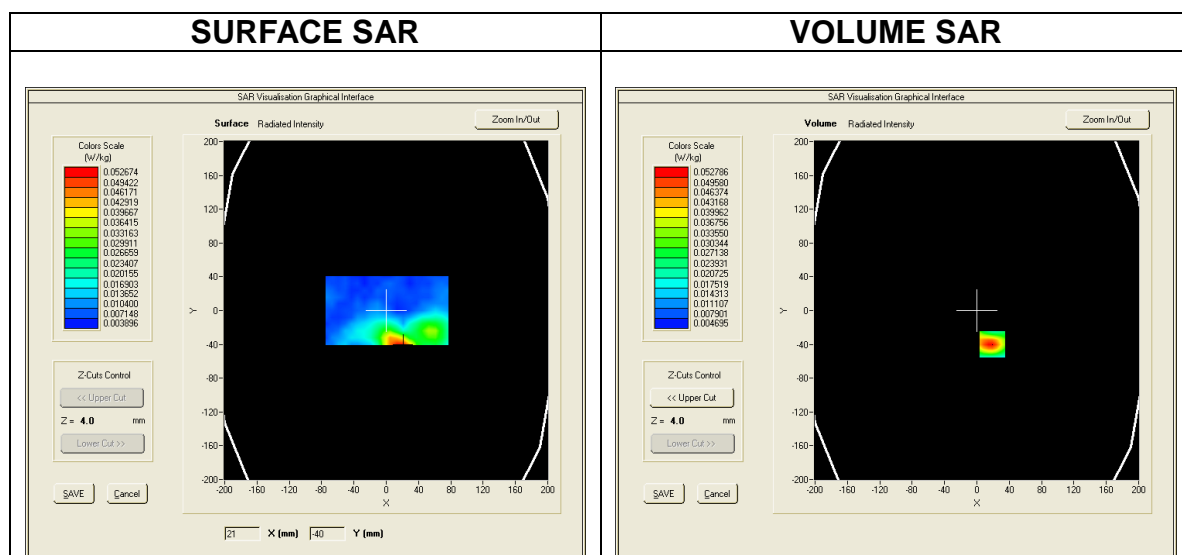 SURFACE SAR
VOLUME SAR
SAR Visualisation Graphical Interface
Surface Radiated Intensity
Zoom In/Out
Colors Scale
(W/kg)
0.052674
0.049422
0.046171
0.042919
0.039667
0.036415
0.033163
0.029911
0.026659
0.023407
0.020155
0.016903
0.013652
0.010400
0.007148
0.003896
200
160
120
80
40
0
-40
-80
-120
-160
-200
Y
-200 -160 -120 -80 -40 0 40 80 120 160 200
X
Z-Cuts Control
<< Upper Cut
Z = 4.0 mm
Lower Cut >>
SAVE Cancel
21 X (mm) -40 Y (mm)
SAR Visualisation Graphical Interface
Volume Radiated Intensity
Zoom In/Out
Colors Scale
(W/kg)
0.052786
0.049580
0.046374
0.043168
0.039962
0.036756
0.033550
0.030344
0.027138
0.023931
0.020725
0.017519
0.014313
0.011107
0.007901
0.004695
200
160
120
80
40
0
-40
-80
-120
-160
-200
Y
-200 -160 -120 -80 -40 0 40 80 120 160 200
X
Z-Cuts Control
<< Upper Cut
Z = 4.0 mm
Lower Cut >>
SAVE Cancel